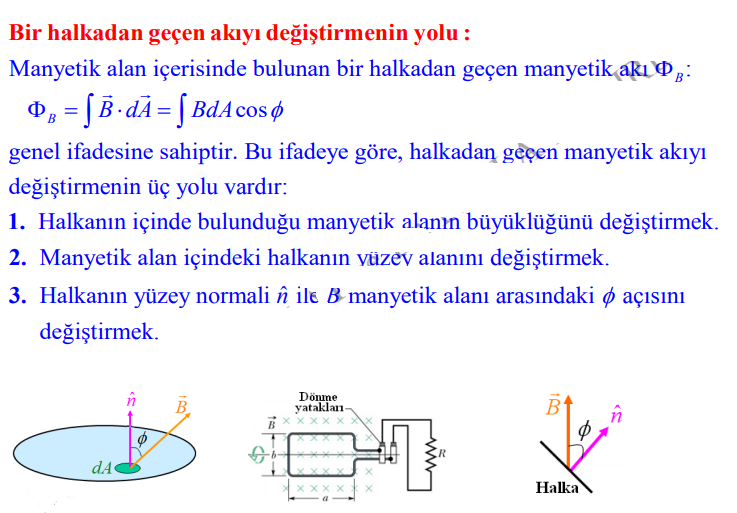 Bir halkadan geçen akıyı değiştirmenin yolu :
Manyetik alan içerisinde bulunan bir halkadan geçen manyetik akı Φ_B:
Φ_B = ∫ B⃗ · dA⃗ = ∫ BdA cos ϕ
genel ifadesine sahiptir. Bu ifadeye göre, halkadan geçen manyetik akıyı
değiştirmenin üç yolu vardır:
1. Halkanın içinde bulunduğu manyetik alanın büyüklüğünü değiştirmek.
2. Manyetik alan içindeki halkanın yüzey alanını değiştirmek.
3. Halkanın yüzey normali n̂ ile B manyetik alanı arasındaki ϕ açısını
değiştirmek.
n̂
B⃗
ϕ
dA
Dönme
yatakları
B⃗
b
R
a
B⃗
n̂
ϕ
Halka